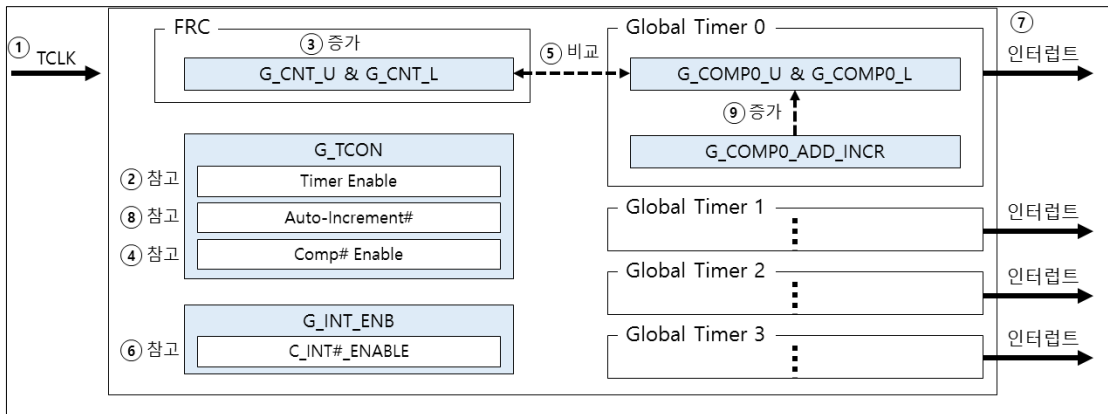 ① TCLK
FRC
③ 증가
G_CNT_U & G_CNT_L
⑤ 비교
Global Timer 0
G_COMP0_U & G_COMP0_L
⑨ 증가
G_COMP0_ADD_INCR
⑦
인터럽트
G_TCON
② 참고
Timer Enable
⑧ 참고
Auto-Increment#
④ 참고
Comp# Enable
G_INT_ENB
⑥ 참고
C_INT#_ENABLE
Global Timer 1
인터럽트
Global Timer 2
인터럽트
Global Timer 3
인터럽트